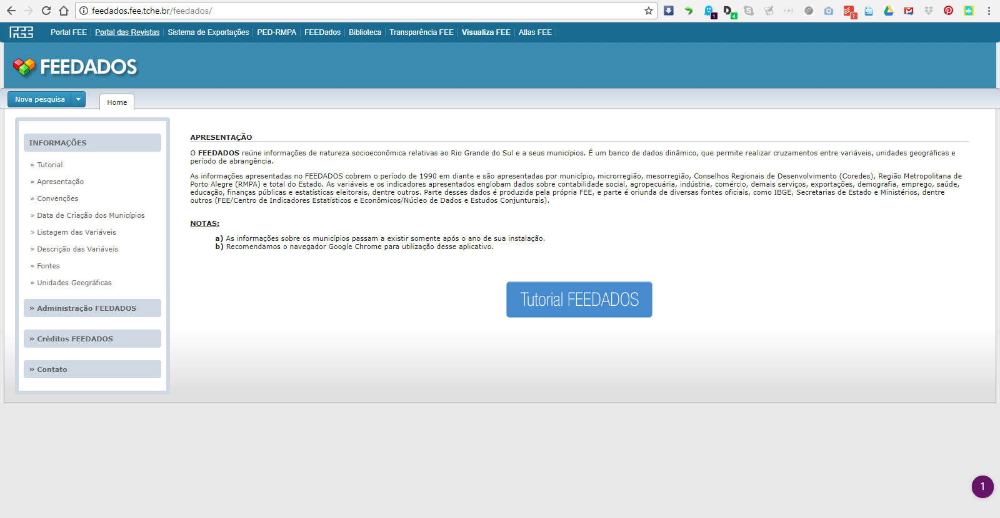 feedados.fee.tche.br/feedados/
1
4
?
FEE Portal FEE Portal das Revistas Sistema de Exportações PED-RMPA FEEDados Biblioteca Transparência FEE Visualiza FEE Atlas FEE
FEEDADOS
Nova pesquisa
Home
INFORMAÇÕES
» Tutorial
» Apresentação
» Convenções
» Data de Criação dos Municípios
» Listagem das Variáveis
» Descrição das Variáveis
» Fontes
» Unidades Geográficas
» Administração FEEDADOS
» Créditos FEEDADOS
» Contato
APRESENTAÇÃO
O FEEDADOS reúne informações de natureza socioeconômica relativas ao Rio Grande do Sul e a seus municípios. É um banco de dados dinâmico, que permite realizar cruzamentos entre variáveis, unidades geográficas e
período de abrangência.
As informações apresentadas no FEEDADOS cobrem o período de 1990 em diante e são apresentadas por município, microrregião, mesorregião, Conselhos Regionais de Desenvolvimento (Coredes), Região Metropolitana de
Porto Alegre (RMPA) e total do Estado. As variáveis e os indicadores apresentados englobam dados sobre contabilidade social, agropecuária, indústria, comércio, demais serviços, exportações, demografia, emprego, saúde,
educação, finanças públicas e estatísticas eleitorais, dentre outros. Parte desses dados é produzida pela própria FEE, e parte é oriunda de diversas fontes oficiais, como IBGE, Secretarias de Estado e Ministérios, dentre
outros (FEE/Centro de Indicadores Estatísticos e Econômicos/Núcleo de Dados e Estudos Conjunturais).
NOTAS:
a) As informações sobre os municípios passam a existir somente após o ano de sua instalação.
b) Recomendamos o navegador Google Chrome para utilização desse aplicativo.
Tutorial FEEDADOS
1